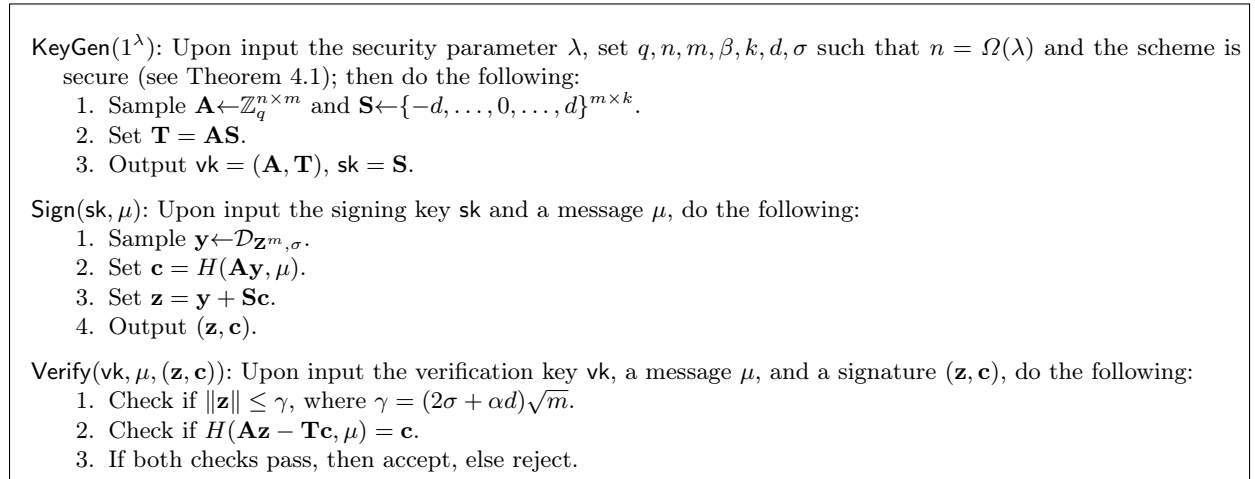 KeyGen(1^λ): Upon input the security parameter λ, set q, n, m, β, k, d, σ such that n = Ω(λ) and the scheme is
secure (see Theorem 4.1); then do the following:
1. Sample A←ℤ_q^{n×m} and S←{−d, . . . , 0, . . . , d}^{m×k}.
2. Set T = AS.
3. Output vk = (A, T), sk = S.
Sign(sk, μ): Upon input the signing key sk and a message μ, do the following:
1. Sample y←𝒟_{Z^m,σ}.
2. Set c = H(Ay, μ).
3. Set z = y + Sc.
4. Output (z, c).
Verify(vk, μ, (z, c)): Upon input the verification key vk, a message μ, and a signature (z, c), do the following:
1. Check if ‖z‖ ≤ γ, where γ = (2σ + αd)√m.
2. Check if H(Az − Tc, μ) = c.
3. If both checks pass, then accept, else reject.